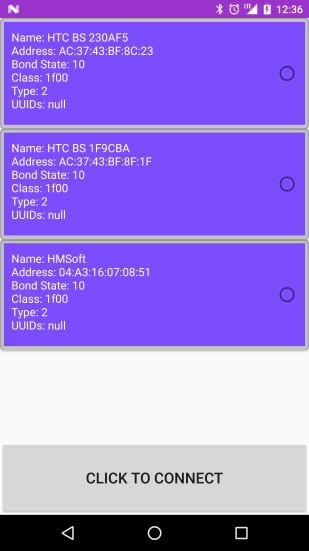 LTE 12:36
Name: HTC BS 230AF5
Address: AC:37:43:BF:8C:23
Bond State: 10
Class: 1f00
Type: 2
UUIDs: null
Name: HTC BS 1F9CBA
Address: AC:37:43:BF:8F:1F
Bond State: 10
Class: 1f00
Type: 2
UUIDs: null
Name: HMSoft
Address: 04:A3:16:07:08:51
Bond State: 10
Class: 1f00
Type: 2
UUIDs: null
CLICK TO CONNECT